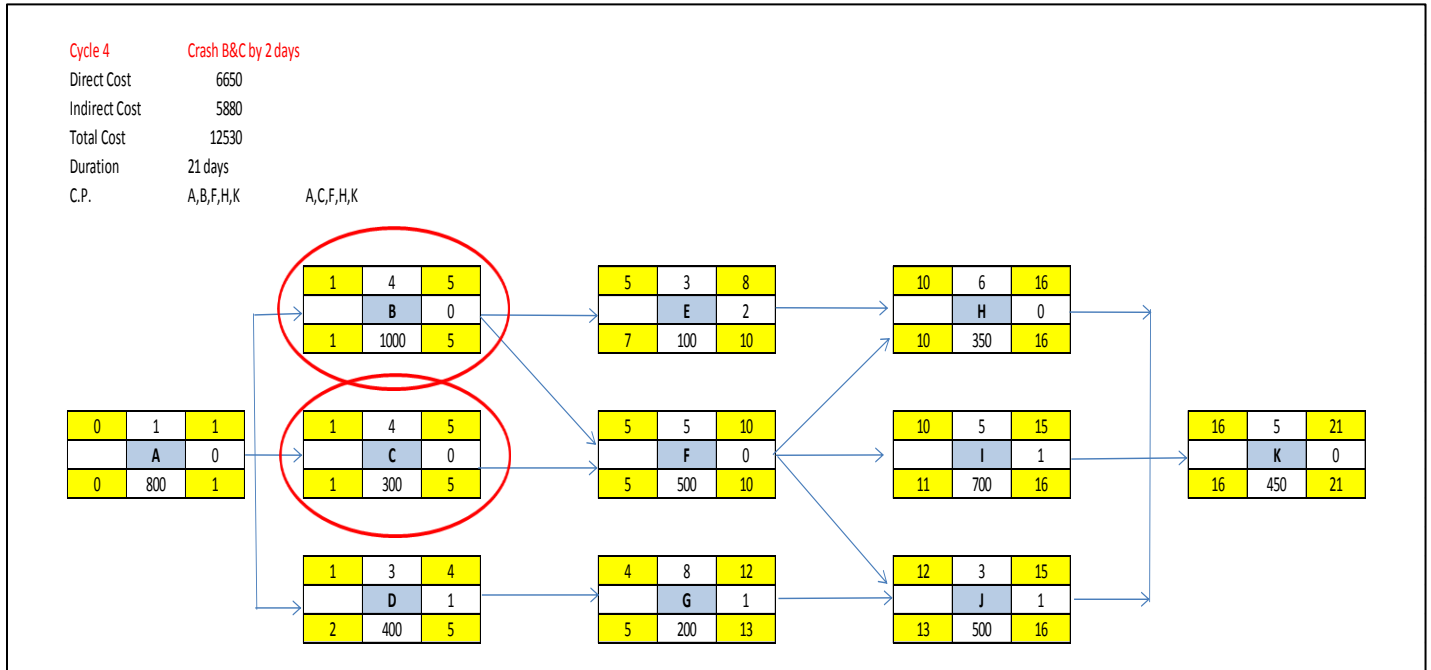 Cycle 4 Crash B&C by 2 days
Direct Cost 6650
Indirect Cost 5880
Total Cost 12530
Duration 21 days
C.P. A,B,F,H,K A,C,F,H,K
1 4 5 5 3 8 10 6 16
B 0 E 2 H 0
1 1000 5 7 100 10 10 350 16
0 1 1 1 4 5 5 5 10 10 5 15 16 5 21
A 0 C 0 F 0 I 1 K 0
0 800 1 1 300 5 5 500 10 11 700 16 16 450 21
1 3 4 4 8 12 12 3 15
D 1 G 1 J 1
2 400 5 5 200 13 13 500 16